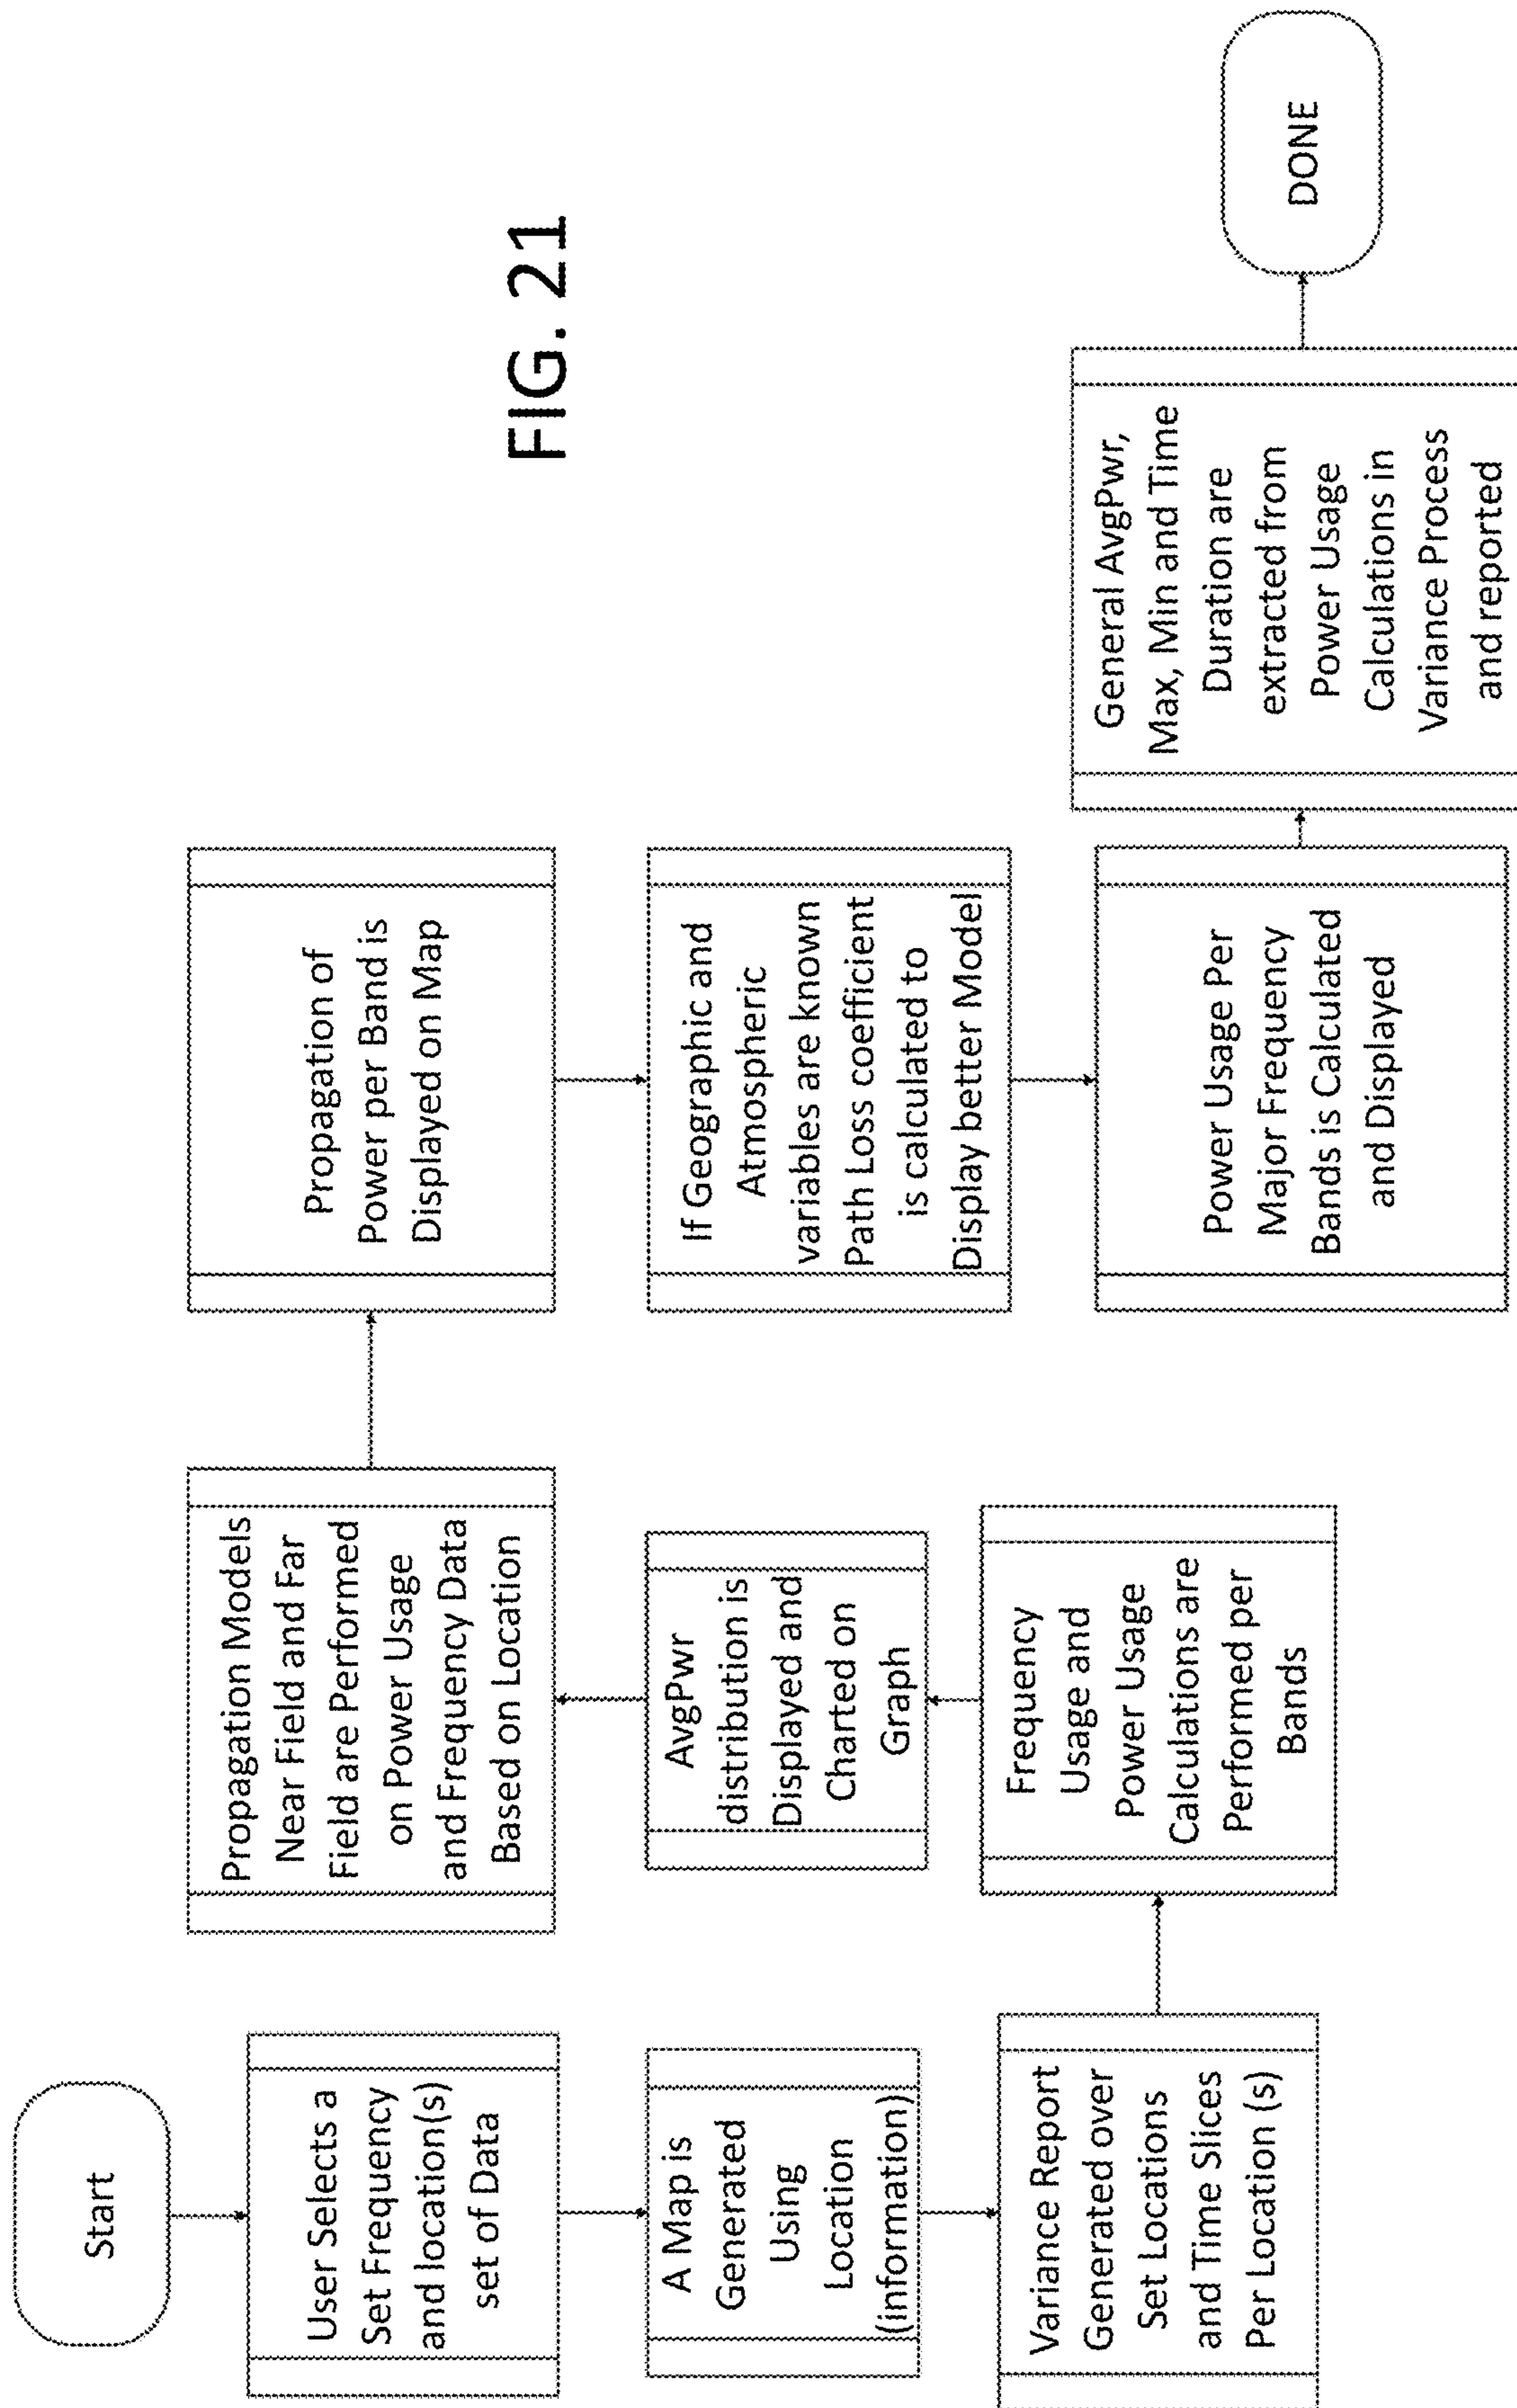 Start
User Selects a
Set Frequency
and location(s)
set of Data
A Map is
Generated
Using
Location
(information)
Variance Report
Generated over
Set Locations
and Time Slices
Per Location (s)
Frequency
Usage and
Power Usage
Calculations are
Performed per
Bands
AvgPwr
distribution is
Displayed and
Charted on
Graph
Propagation Models
Near Field and Far
Field are Performed
on Power Usage
and Frequency Data
Based on Location
Propagation of
Power per Band is
Displayed on Map
If Geographic and
Atmospheric
variables are known
Path Loss coefficient
is calculated to
Display better Model
Power Usage Per
Major Frequency
Bands is Calculated
and Displayed
General AvgPwr,
Max, Min and Time
Duration are
extracted from
Power Usage
Calculations in
Variance Process
and reported
DONE
FIG. 21